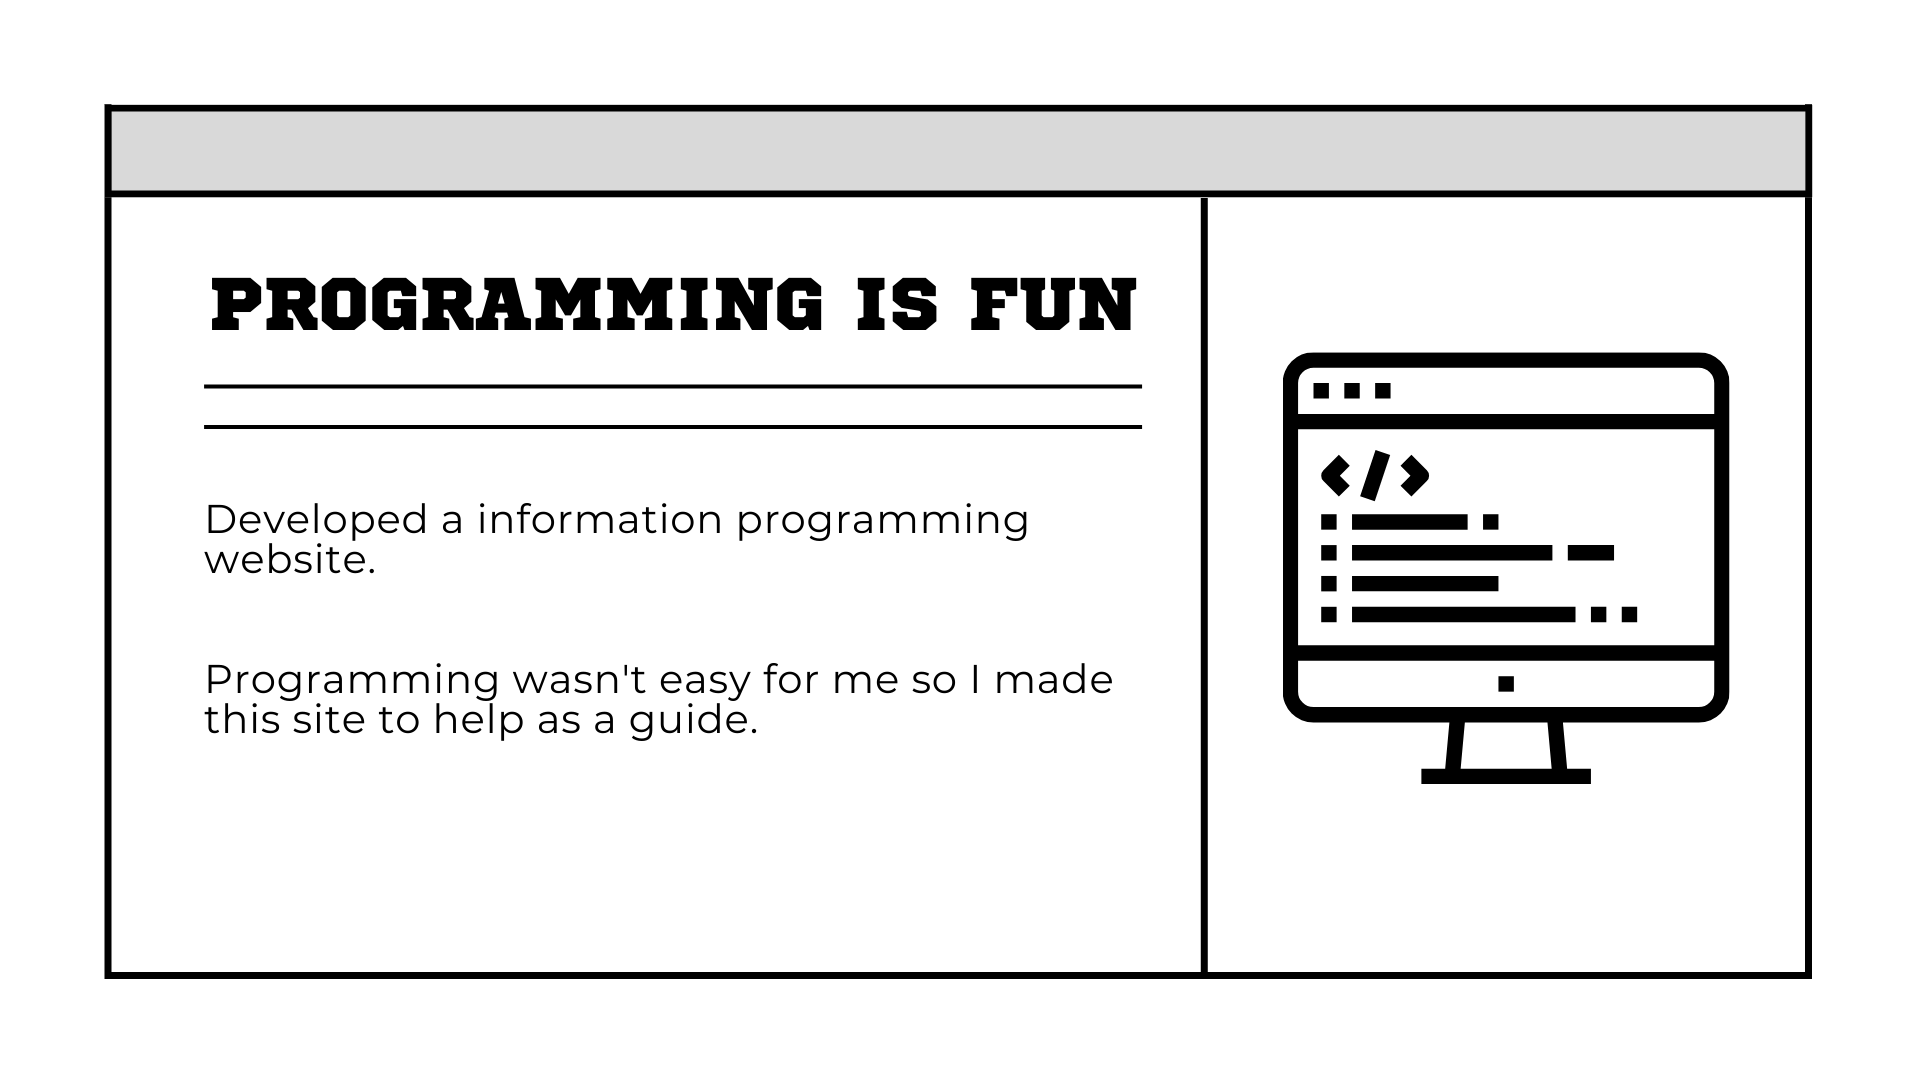 PROGRAMMING IS FUN
Developed a information programming
website.
Programming wasn't easy for me so I made
this site to help as a guide.